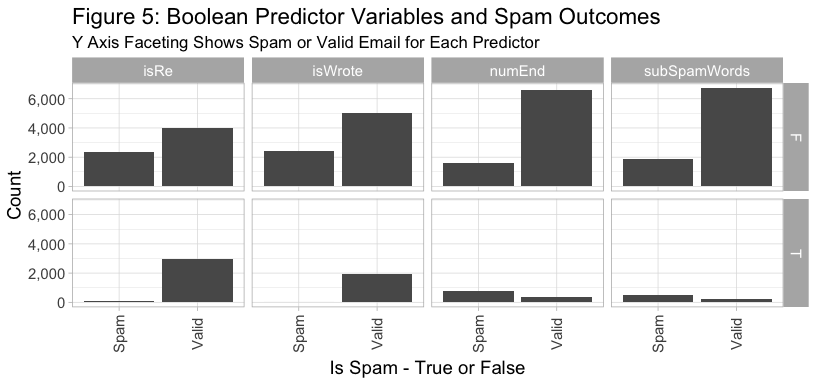 Figure 5: Boolean Predictor Variables and Spam Outcomes
Y Axis Faceting Shows Spam or Valid Email for Each Predictor
isRe isWrote numEnd subSpamWords
6,000
4,000
2,000
0
F
6,000
4,000
2,000
0
T
Count
Spam Valid Spam Valid Spam Valid Spam Valid
Is Spam - True or False